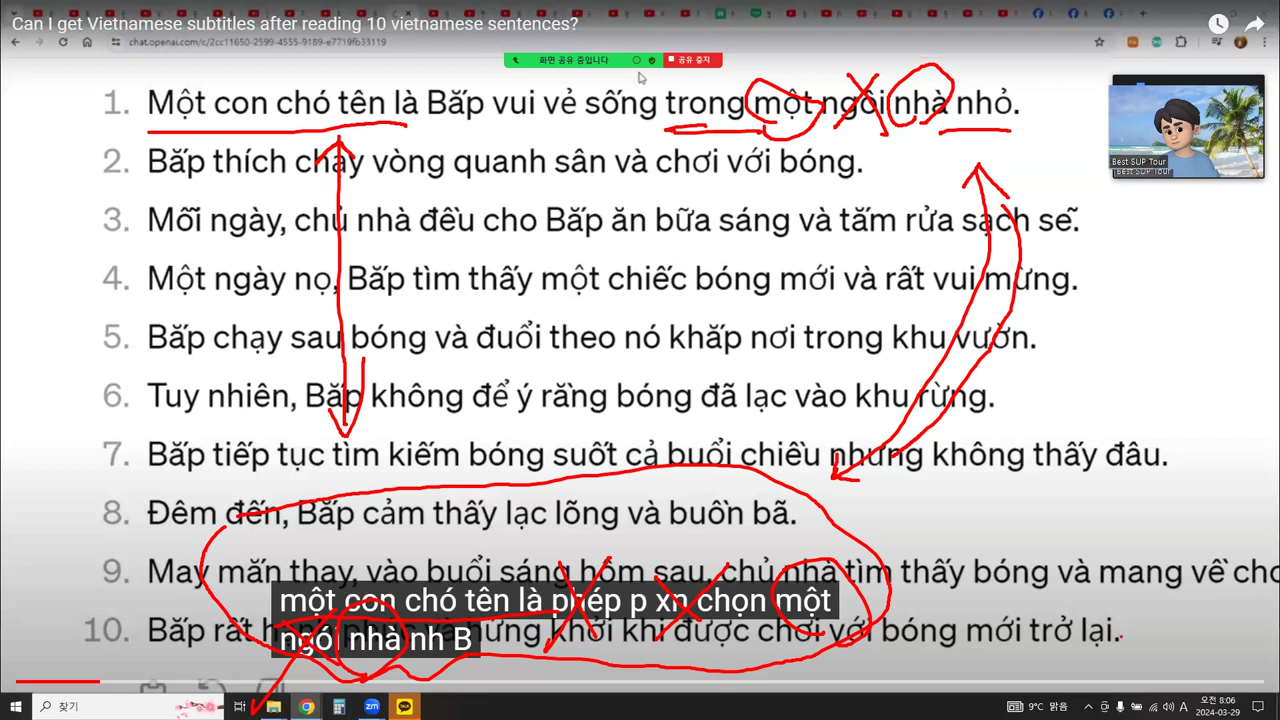 Can I get Vietnamese subtitles after reading 10 vietnamese sentences?
chat.openai.com/c/2cc11650-2599-4555-9189-e7719fb33119
화면 공유 중입니다 공유 중지
1. Một con chó tên là Bắp vui vẻ sống trong một ngôi nhà nhỏ.
2. Bắp thích chạy vòng quanh sân và chơi với bóng.
Best SUP Tour
Best SUP Tour
3. Mỗi ngày, chủ nhà đều cho Bắp ăn bữa sáng và tắm rửa sạch sẽ.
4. Một ngày nọ, Bắp tìm thấy một chiếc bóng mới và rất vui mừng.
5. Bắp chạy sau bóng và đuổi theo nó khắp nơi trong khu vườn.
6. Tuy nhiên, Bắp không để ý rằng bóng đã lạc vào khu rừng.
7. Bắp tiếp tục tìm kiếm bóng suốt cả buổi chiều nhưng không thấy đâu.
8. Đêm đến, Bắp cảm thấy lạc lõng và buồn bã.
9. May mắn thay, vào buổi sáng hôm sau, chủ nhà tìm thấy bóng và mang về
một con chó tên là phép p xn chọn một
10. Bắp rất và hứng khởi khi được chơi với bóng mới trở lại.
ngói nhà nh B
찾기
9°C 맑음
A
오전 8:06
2024-03-29